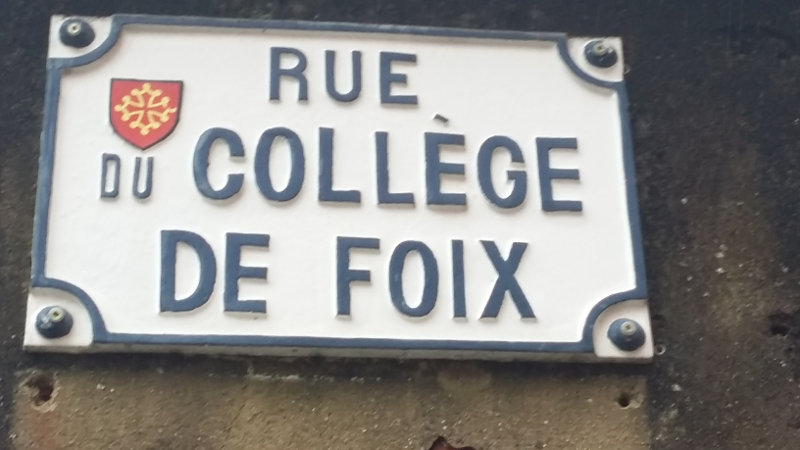 RUE
DU COLLÈGE
DE FOIX